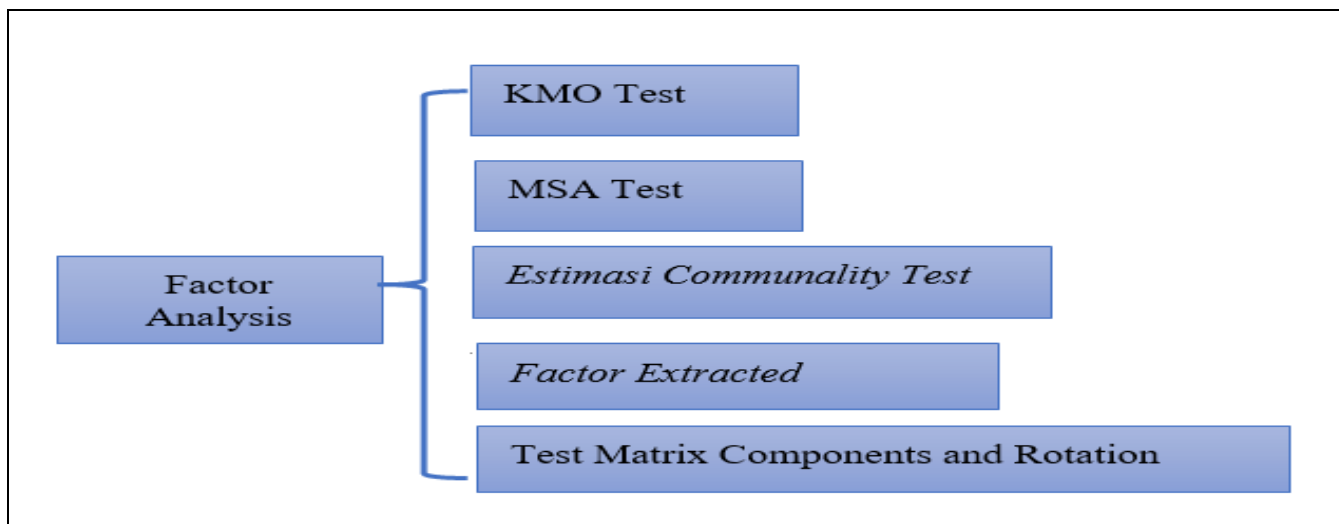 KMO Test
MSA Test
Estimasi Communality Test
Factor
Analysis
Factor Extracted
Test Matrix Components and Rotation